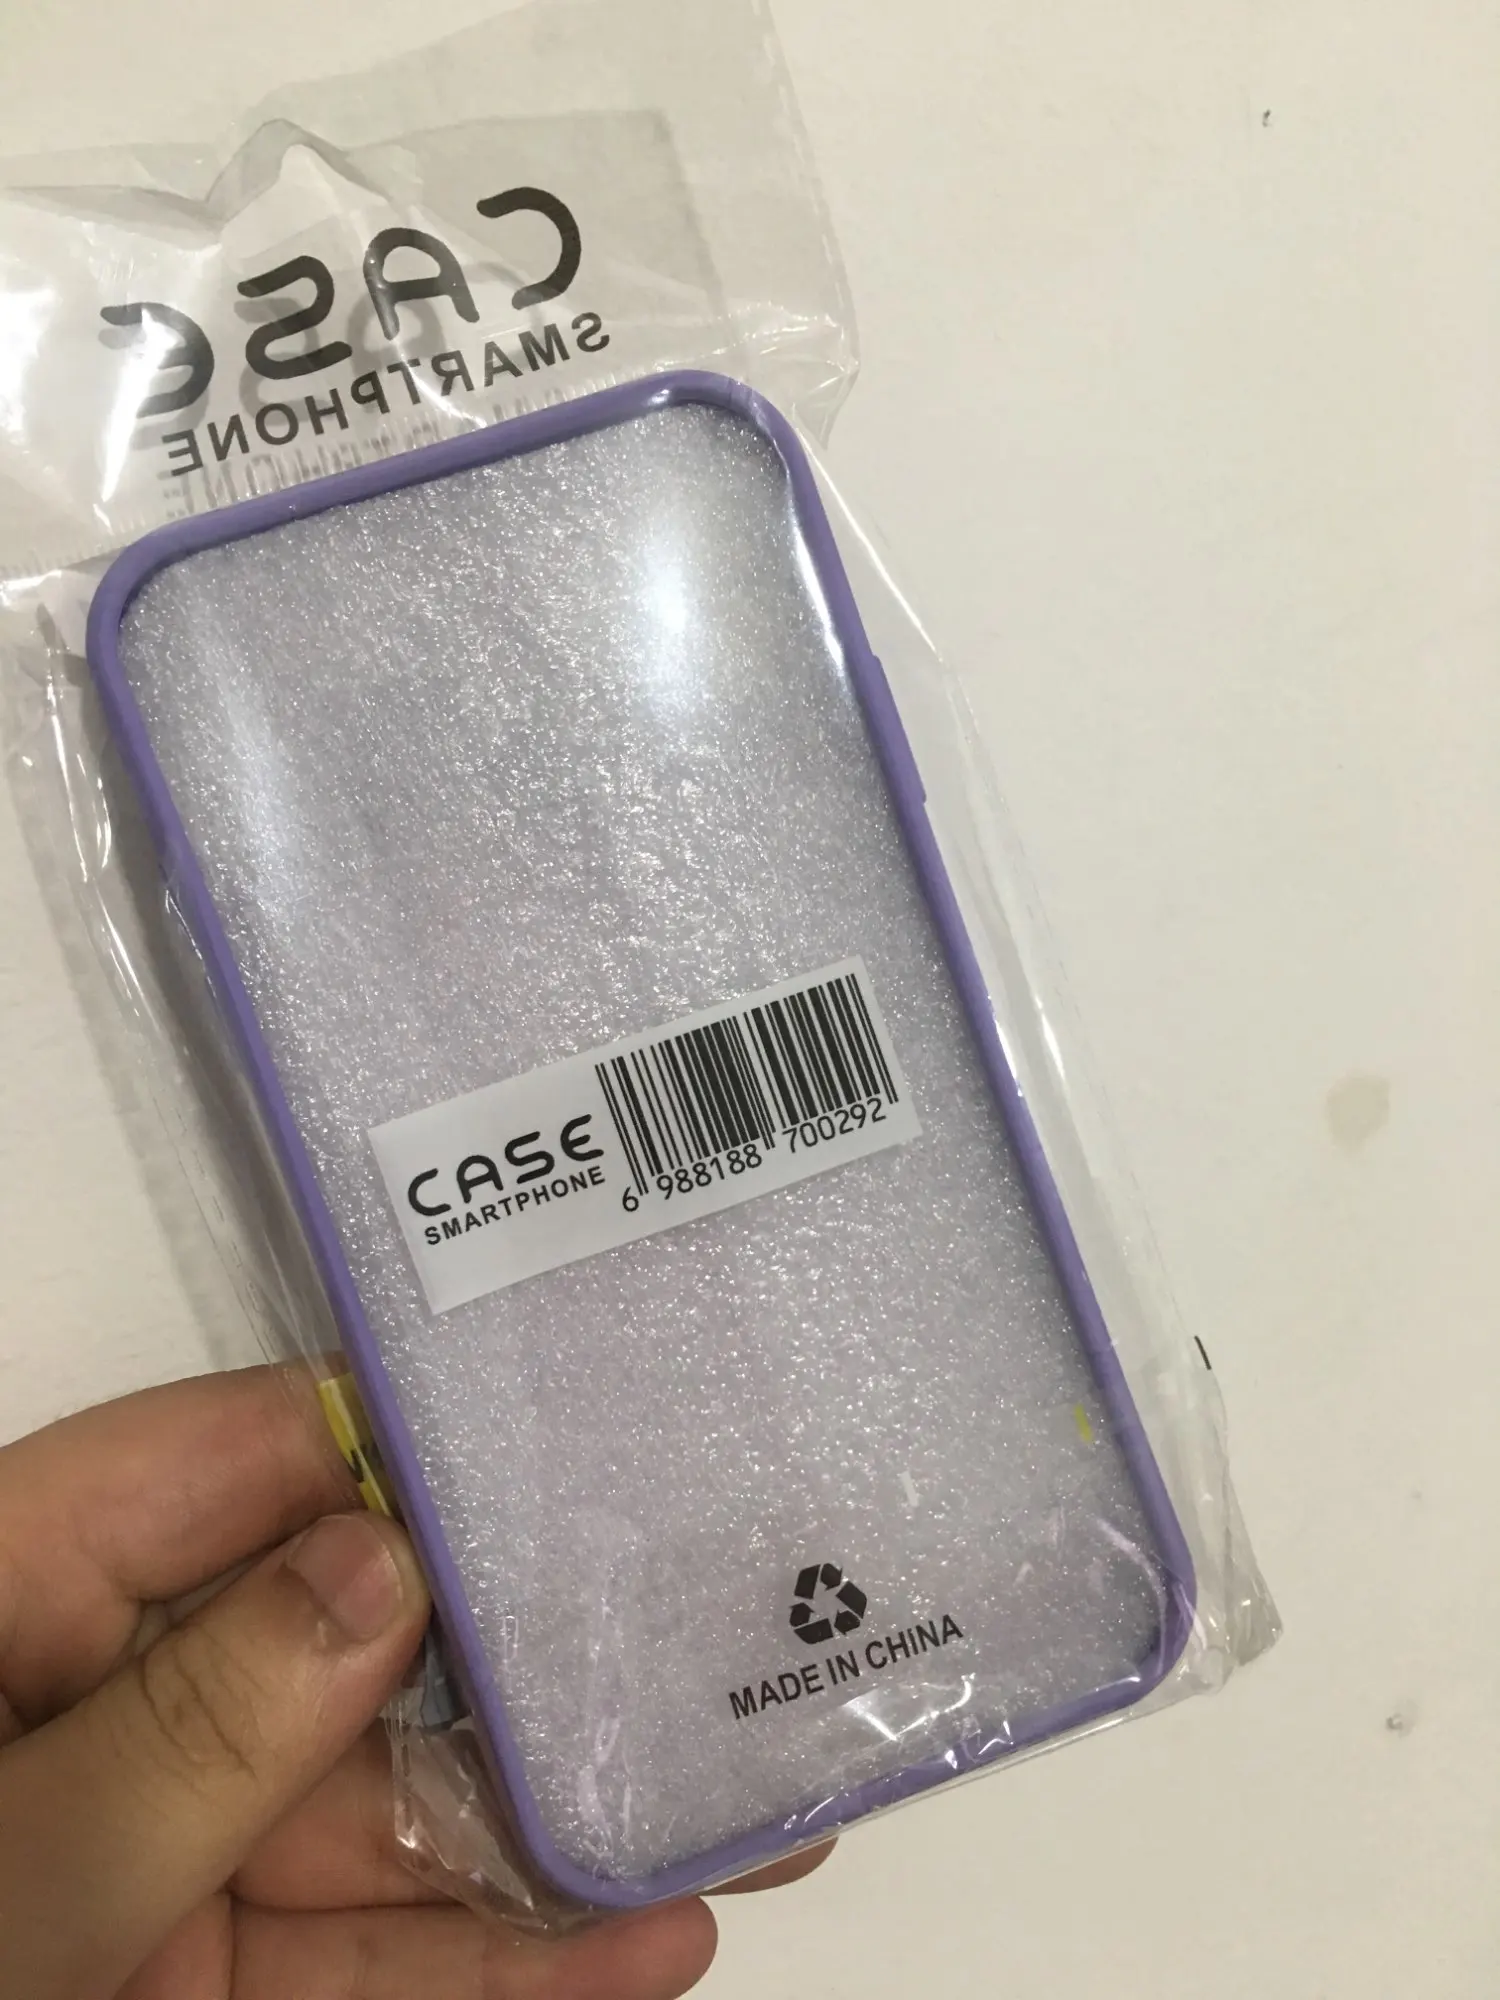 CASE
SMARTPHONE
CASE
SMARTPHONE
6 988188 700292
MADE IN CHINA